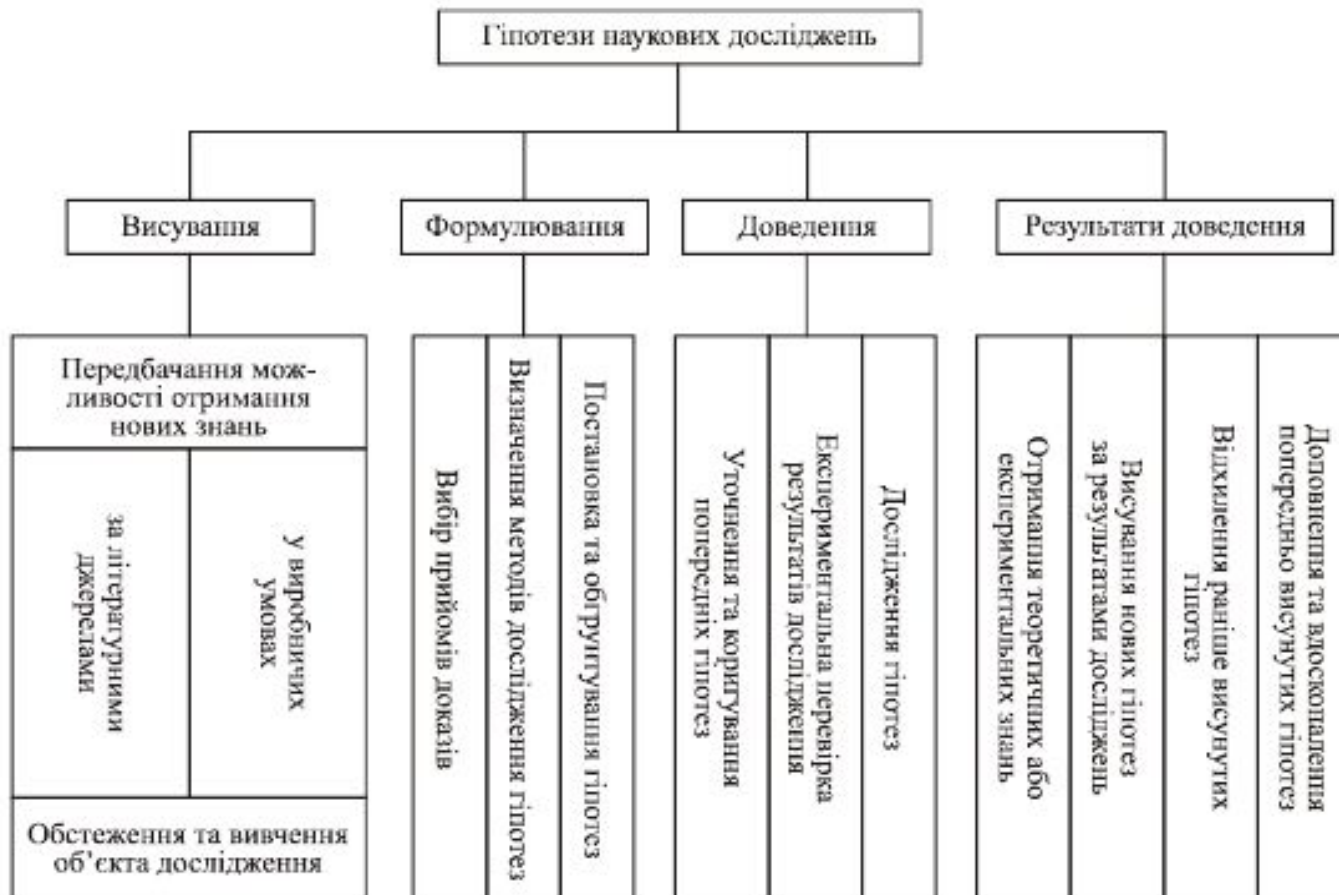 Гіпотези наукових досліджень
Висування
Формулювання
Доведення
Результати доведення
Передбачання мож-
ливості отримання
нових знань
за літературними
джерелами
у виробничих
умовах
Обстеження та вивчення
об’єкта дослідження
Вибір прийомів доказів
Визначення методів дослідження гіпотез
Постановка та обґрунтування гіпотез
Уточнення та коригування
попередніх гіпотез
Експериментальна перевірка
результатів дослідження
Дослідження гіпотез
Отримання теоретичних або
експериментальних знань
Висування нових гіпотез
за результатами досліджень
Відхилення раніше висунутих
гіпотез
Доповнення та вдосконалення
попередньо висунутих гіпотез